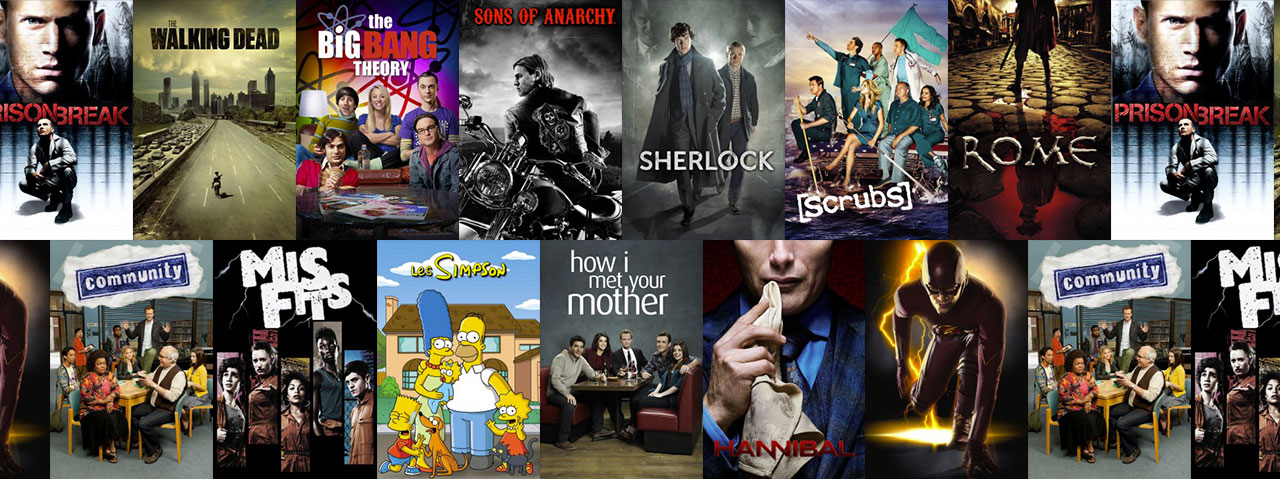 PRISON BREAK
THE
WALKING DEAD
the
BIG BANG
THEORY
SONS OF ANARCHY
SHERLOCK
[scrubs]
ROME
PRISON BREAK
community
MIS
FITS
Les SIMPSON
how i
met your
mother
HANNIBAL
community
MIS
FI